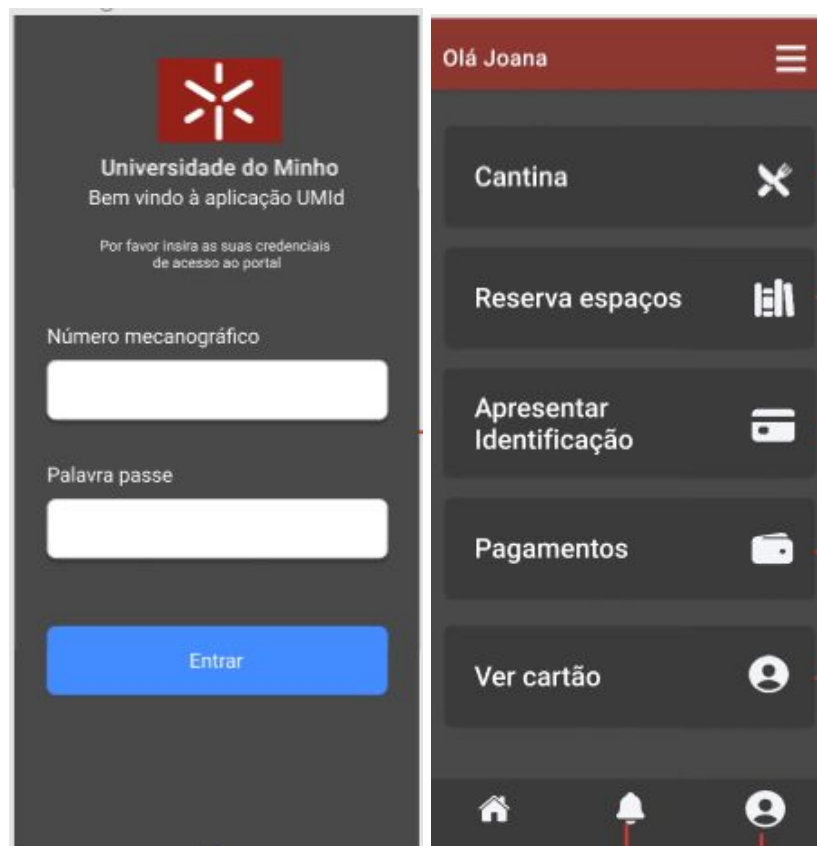 Universidade do Minho
Bem vindo à aplicação UMId
Por favor insira as suas credenciais
de acesso ao portal
Número mecanográfico
Palavra passe
Entrar
Olá Joana
Cantina
Reserva espaços
Apresentar
Identificação
Pagamentos
Ver cartão